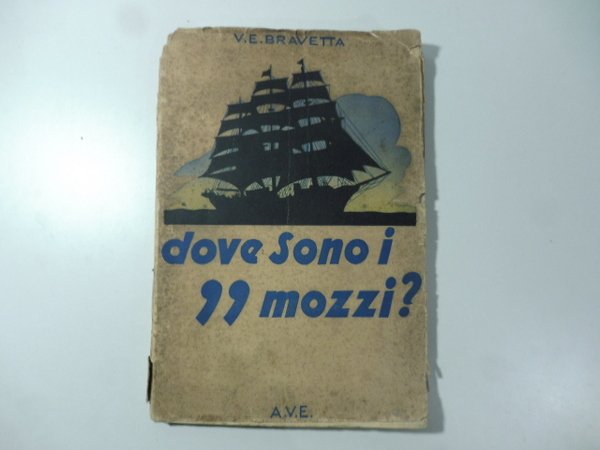 V.E.BRAVETTA
dove Sono i
99 mozzi?
A.V.E.